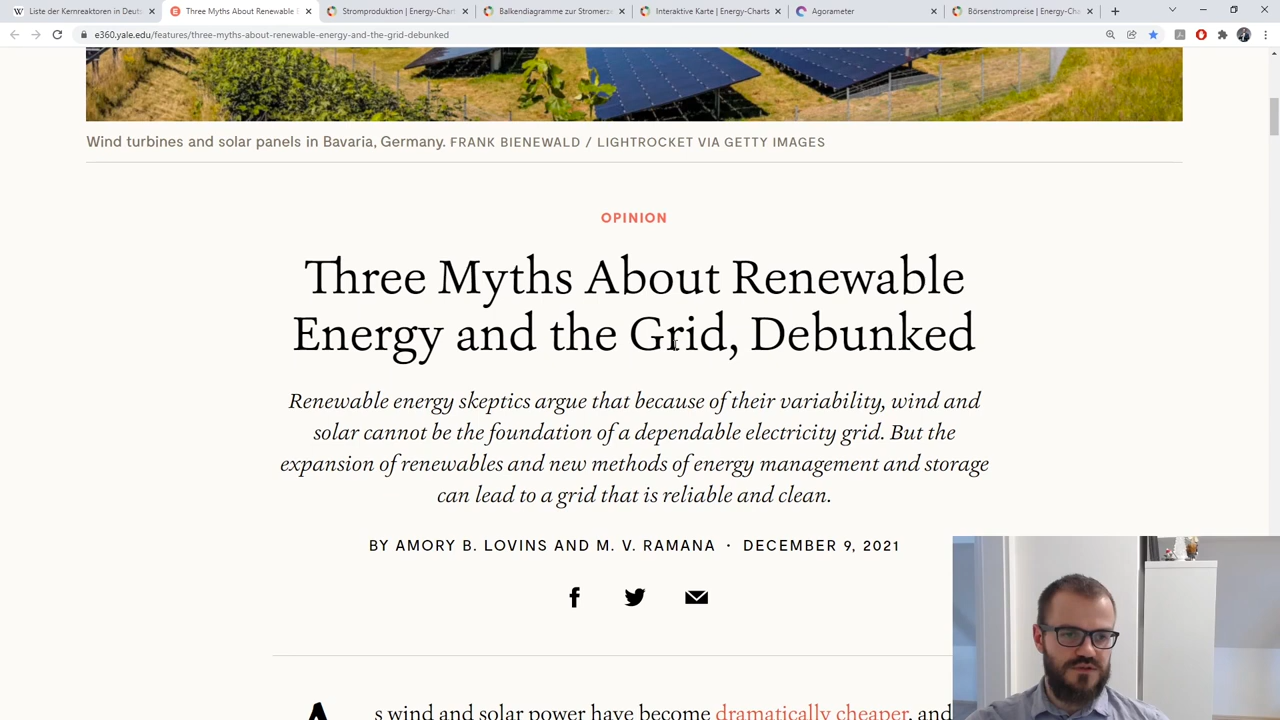 Liste der Kernreaktoren in Deuts
Three Myths About Renewable E
Stromproduktion | Energy-Chart
Balkendiagramme zur Stromerze
Interaktive Karte | Energy-Charts
Agorameter
Börsenstrompreise | Energy-Cha
e360.yale.edu/features/three-myths-about-renewable-energy-and-the-grid-debunked
Wind turbines and solar panels in Bavaria, Germany. FRANK BIENEWALD / LIGHTROCKET VIA GETTY IMAGES
OPINION
Three Myths About Renewable
Energy and the Grid, Debunked
Renewable energy skeptics argue that because of their variability, wind and
solar cannot be the foundation of a dependable electricity grid. But the
expansion of renewables and new methods of energy management and storage
can lead to a grid that is reliable and clean.
BY AMORY B. LOVINS AND M. V. RAMANA · DECEMBER 9, 2021
As wind and solar power have become dramatically cheaper, and